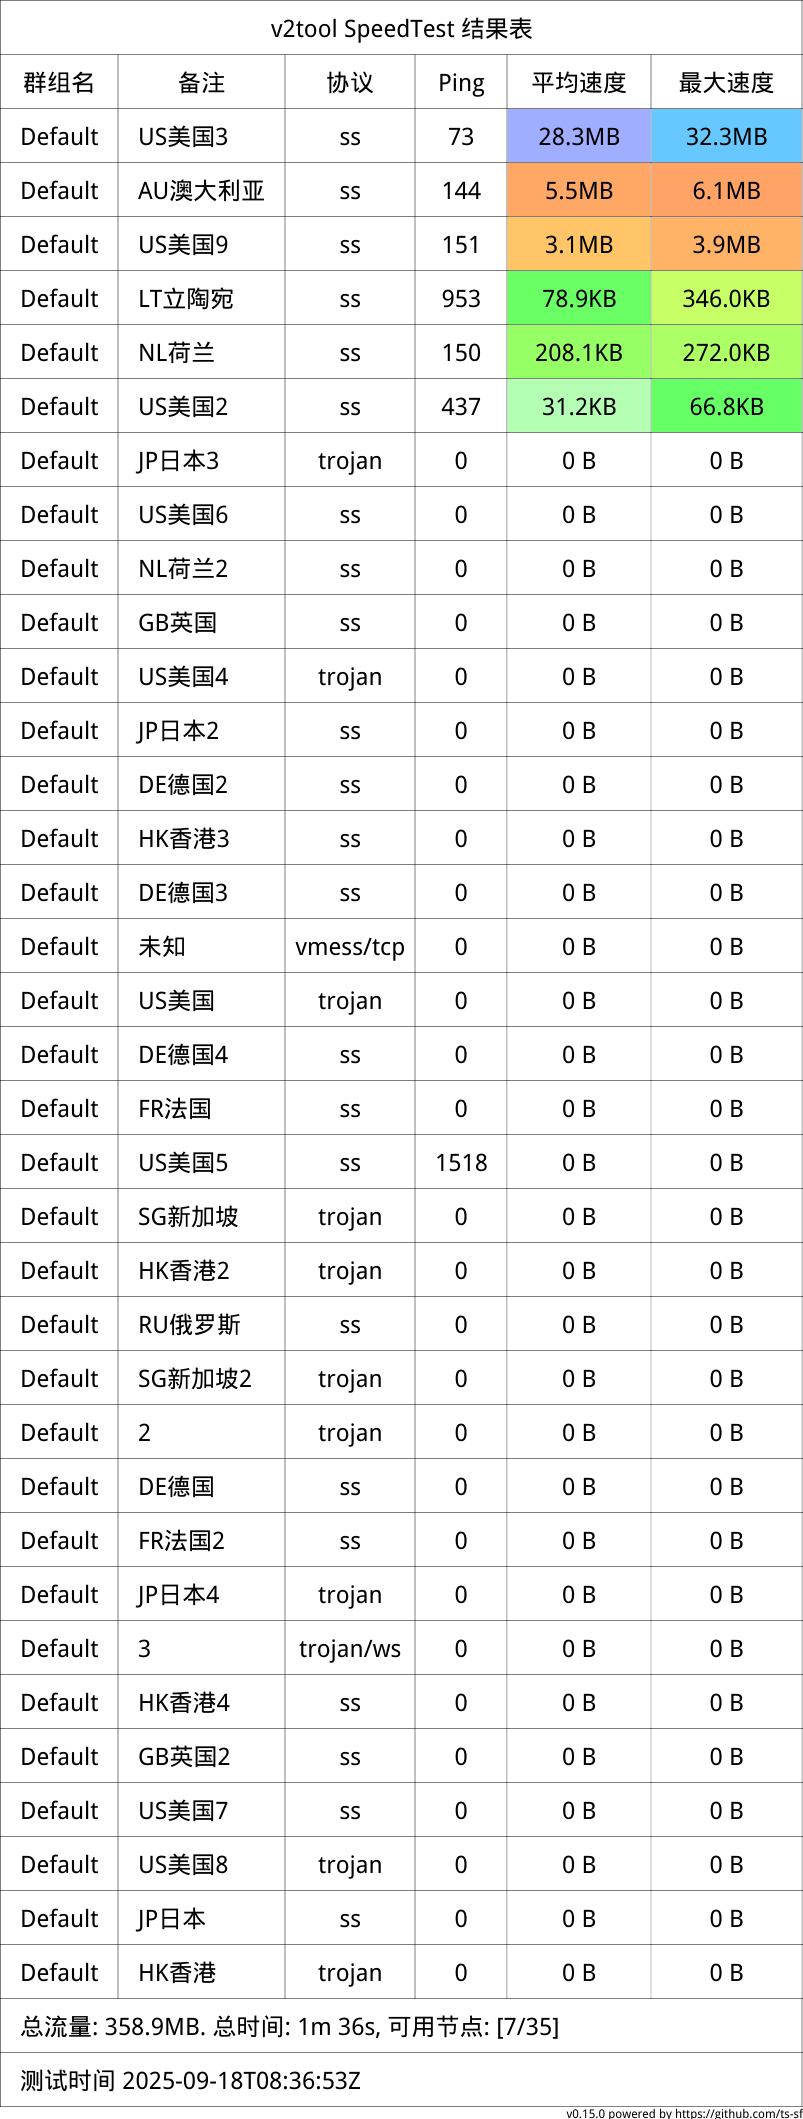 v2tool SpeedTest 结果表
群组名 备注 协议 Ping 平均速度 最大速度
Default US美国3 ss 73 28.3MB 32.3MB
Default AU澳大利亚 ss 144 5.5MB 6.1MB
Default US美国9 ss 151 3.1MB 3.9MB
Default LT立陶宛 ss 953 78.9KB 346.0KB
Default NL荷兰 ss 150 208.1KB 272.0KB
Default US美国2 ss 437 31.2KB 66.8KB
Default JP日本3 trojan 0 0 B 0 B
Default US美国6 ss 0 0 B 0 B
Default NL荷兰2 ss 0 0 B 0 B
Default GB英国 ss 0 0 B 0 B
Default US美国4 trojan 0 0 B 0 B
Default JP日本2 ss 0 0 B 0 B
Default DE德国2 ss 0 0 B 0 B
Default HK香港3 ss 0 0 B 0 B
Default DE德国3 ss 0 0 B 0 B
Default 未知 vmess/tcp 0 0 B 0 B
Default US美国 trojan 0 0 B 0 B
Default DE德国4 ss 0 0 B 0 B
Default FR法国 ss 0 0 B 0 B
Default US美国5 ss 1518 0 B 0 B
Default SG新加坡 trojan 0 0 B 0 B
Default HK香港2 trojan 0 0 B 0 B
Default RU俄罗斯 ss 0 0 B 0 B
Default SG新加坡2 trojan 0 0 B 0 B
Default 2 trojan 0 0 B 0 B
Default DE德国 ss 0 0 B 0 B
Default FR法国2 ss 0 0 B 0 B
Default JP日本4 trojan 0 0 B 0 B
Default 3 trojan/ws 0 0 B 0 B
Default HK香港4 ss 0 0 B 0 B
Default GB英国2 ss 0 0 B 0 B
Default US美国7 ss 0 0 B 0 B
Default US美国8 trojan 0 0 B 0 B
Default JP日本 ss 0 0 B 0 B
Default HK香港 trojan 0 0 B 0 B
总流量: 358.9MB. 总时间: 1m 36s, 可用节点: [7/35]
测试时间 2025-09-18T08:36:53Z
v0.15.0 powered by https://github.com/ts-sf